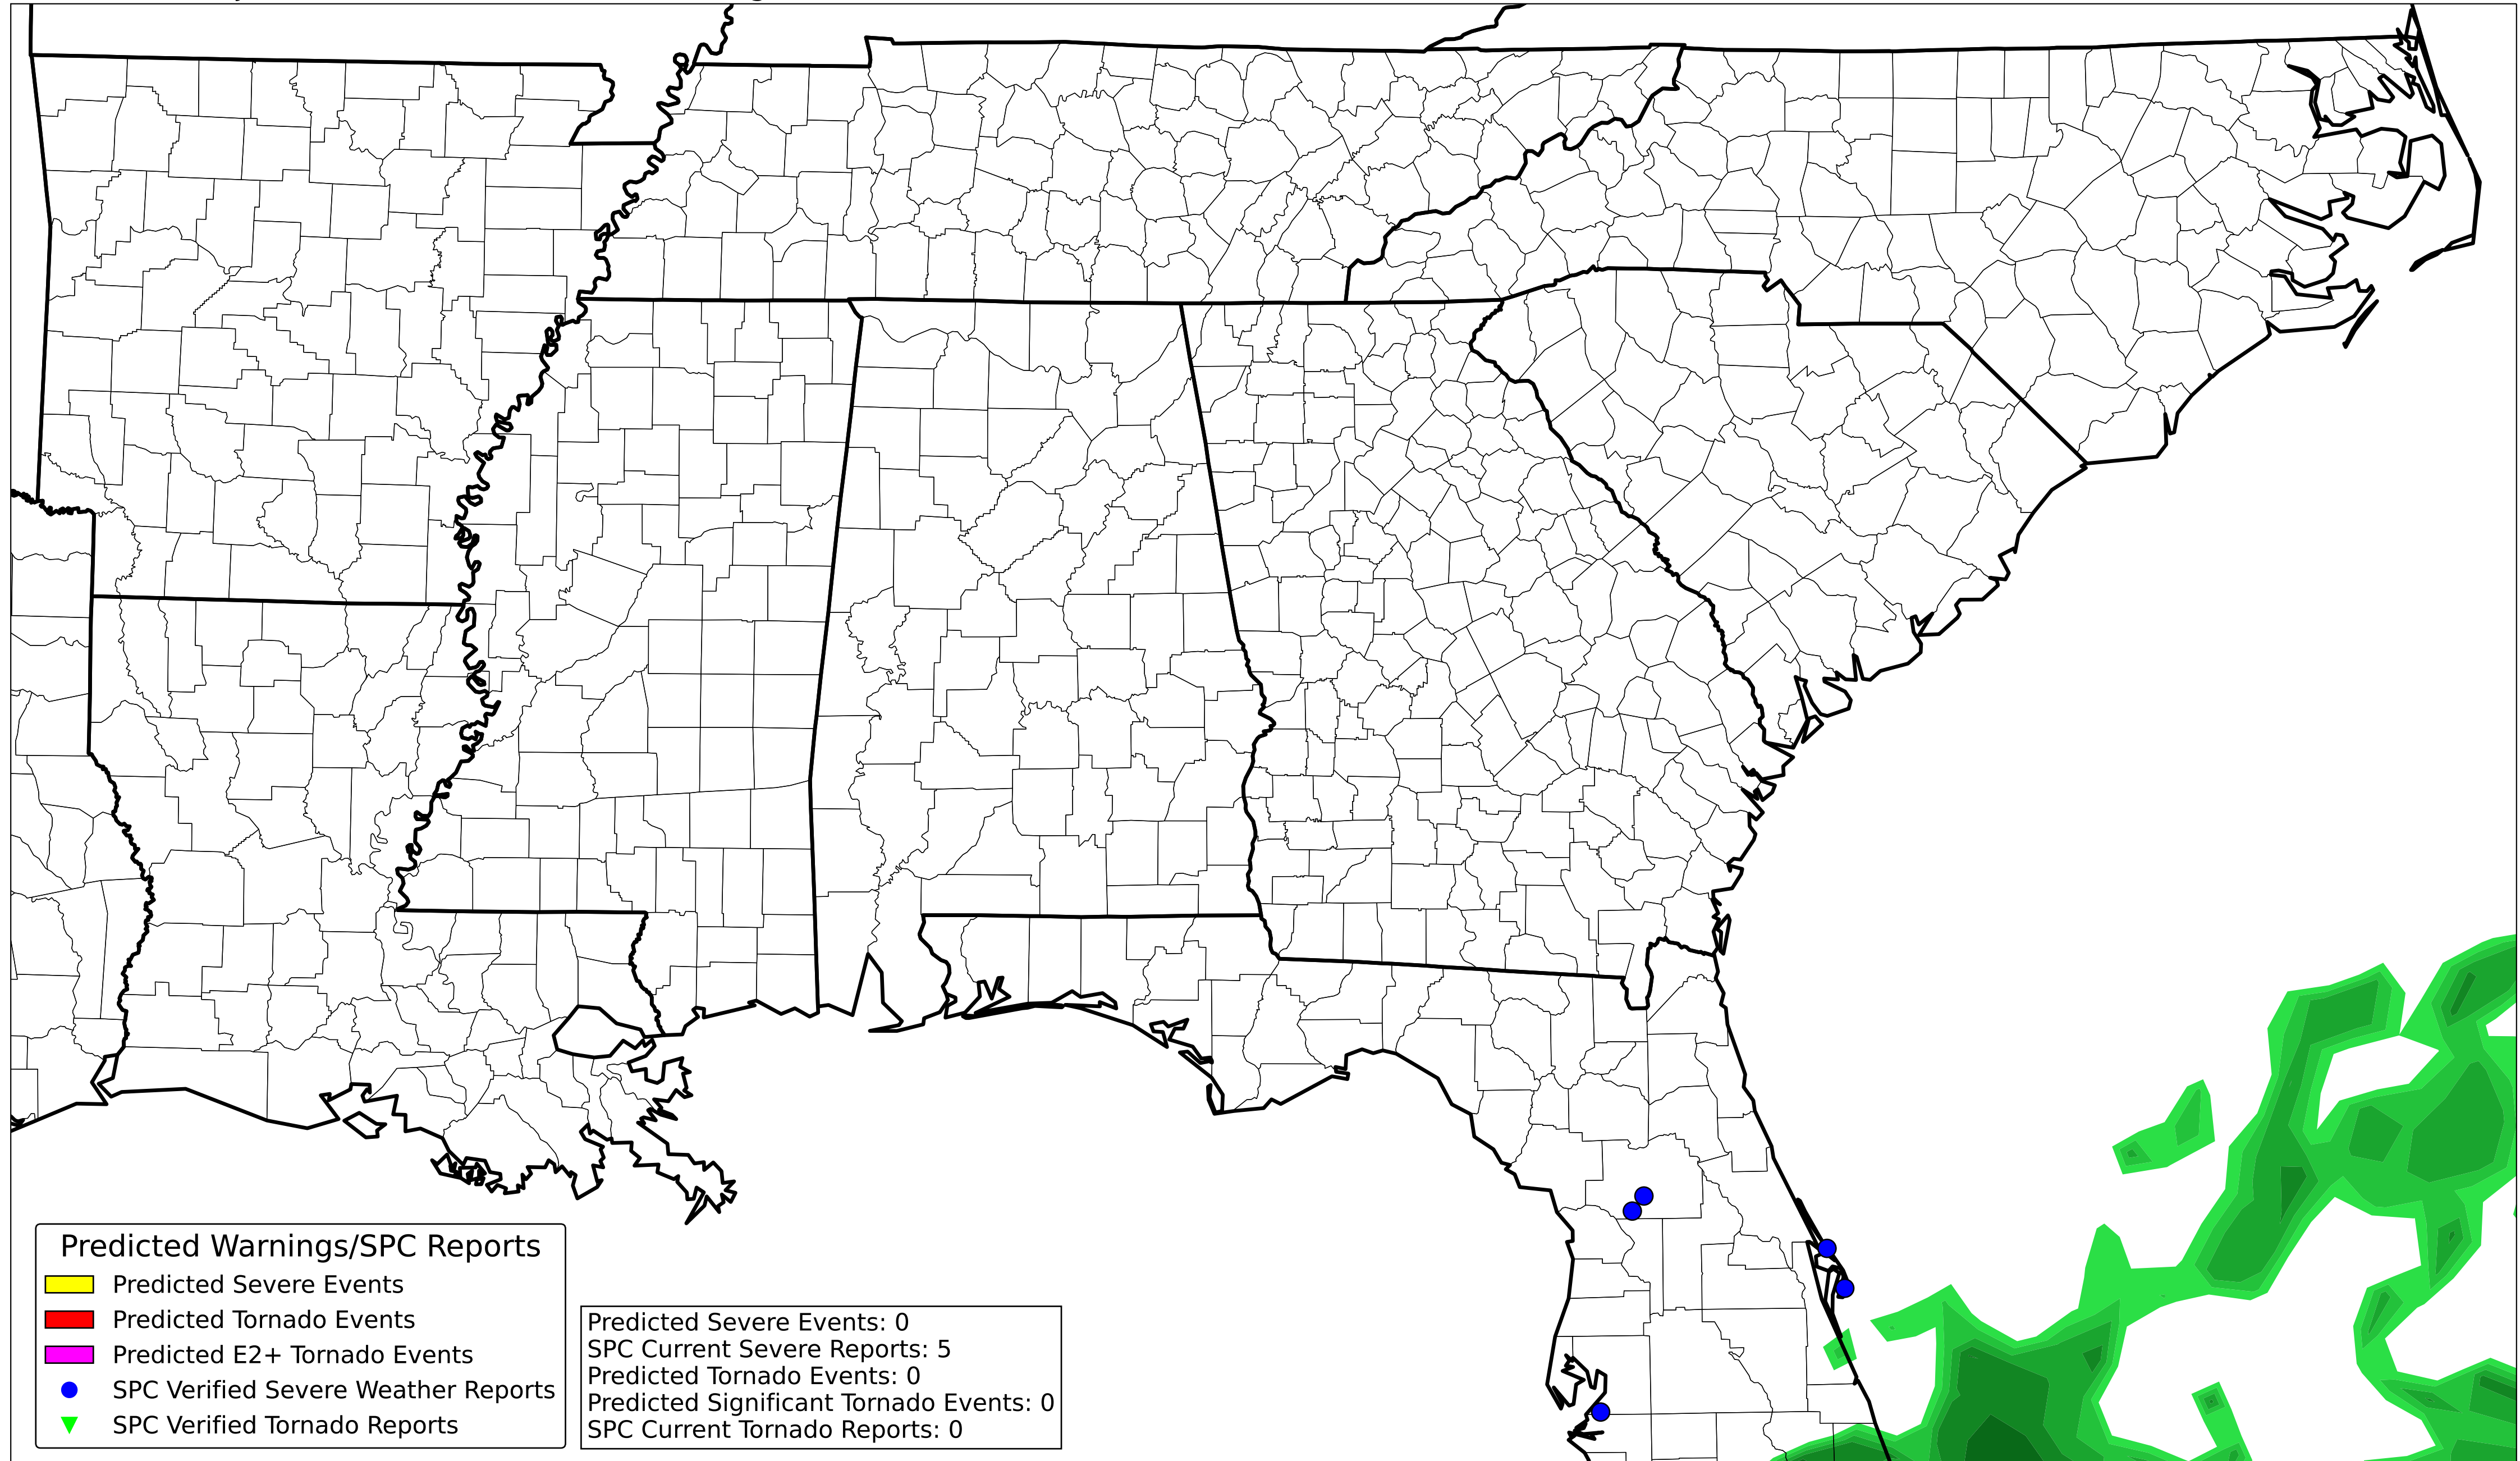 Predicted Warnings/SPC Reports
Predicted Severe Events
Predicted Tornado Events
Predicted E2+ Tornado Events
SPC Verified Severe Weather Reports
SPC Verified Tornado Reports
Predicted Severe Events: 0
SPC Current Severe Reports: 5
Predicted Tornado Events: 0
Predicted Significant Tornado Events: 0
SPC Current Tornado Reports: 0